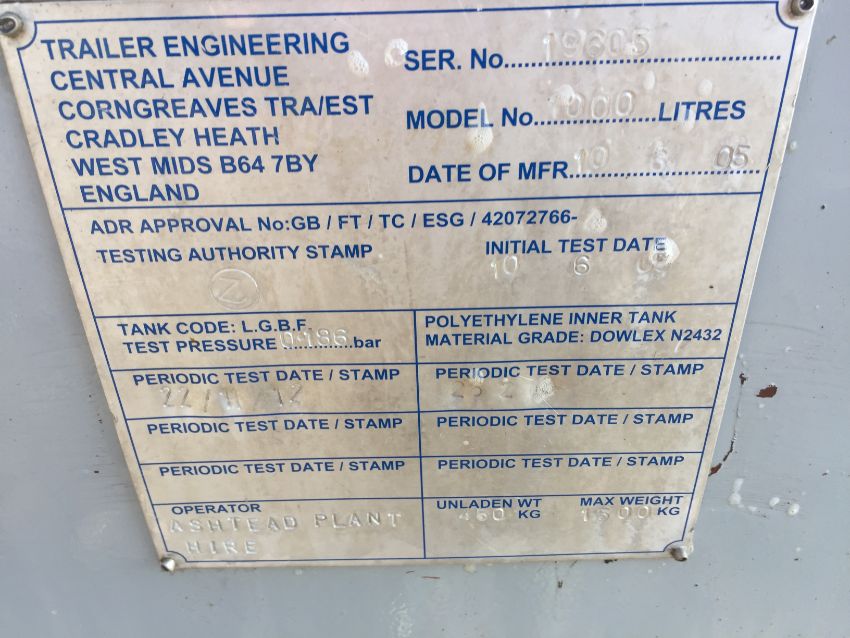 TRAILER ENGINEERING
CENTRAL AVENUE
CORNGREAVES TRA/EST
CRADLEY HEATH
WEST MIDS B64 7BY
ENGLAND
SER. No. 19605
MODEL No. 1000 LITRES
DATE OF MFR. 10 6 05
ADR APPROVAL No:GB / FT / TC / ESG / 42072766-
TESTING AUTHORITY STAMP
INITIAL TEST DATE
10 6
TANK CODE: L.G.B.F.
TEST PRESSURE 0.186 bar
POLYETHYLENE INNER TANK
MATERIAL GRADE: DOWLEX N2432
PERIODIC TEST DATE / STAMP
22/11/12
PERIODIC TEST DATE / STAMP
PERIODIC TEST DATE / STAMP
PERIODIC TEST DATE / STAMP
PERIODIC TEST DATE / STAMP
PERIODIC TEST DATE / STAMP
OPERATOR
ASHTEAD PLANT
HIRE
UNLADEN WT
460 KG
MAX WEIGHT
1500 KG